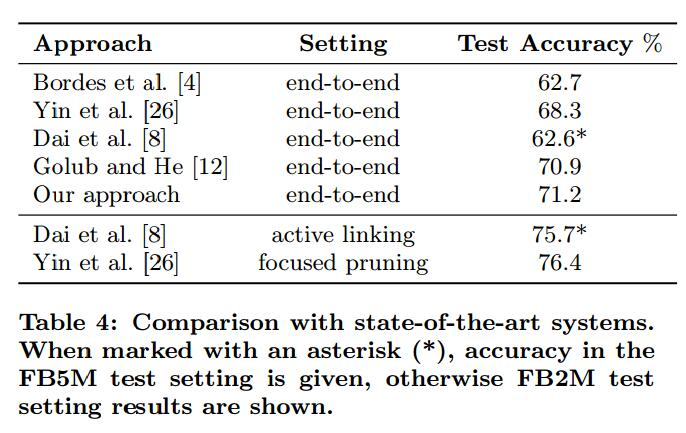 Approach Setting Test Accuracy %
Bordes et al. [4] end-to-end 62.7
Yin et al. [26] end-to-end 68.3
Dai et al. [8] end-to-end 62.6*
Golub and He [12] end-to-end 70.9
Our approach end-to-end 71.2
Dai et al. [8] active linking 75.7*
Yin et al. [26] focused pruning 76.4
Table 4: Comparison with state-of-the-art systems.
When marked with an asterisk (*), accuracy in the
FB5M test setting is given, otherwise FB2M test
setting results are shown.